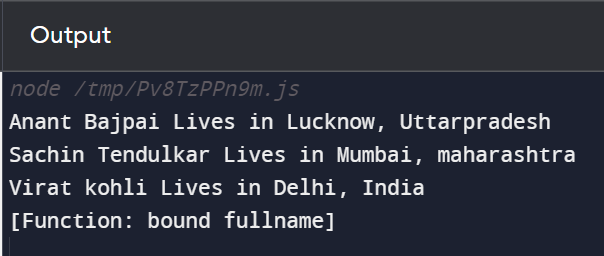 Output
node /tmp/Pv8TzPPn9m.js
Anant Bajpai Lives in Lucknow, Uttarpradesh
Sachin Tendulkar Lives in Mumbai, maharashtra
Virat kohli Lives in Delhi, India
[Function: bound fullname]